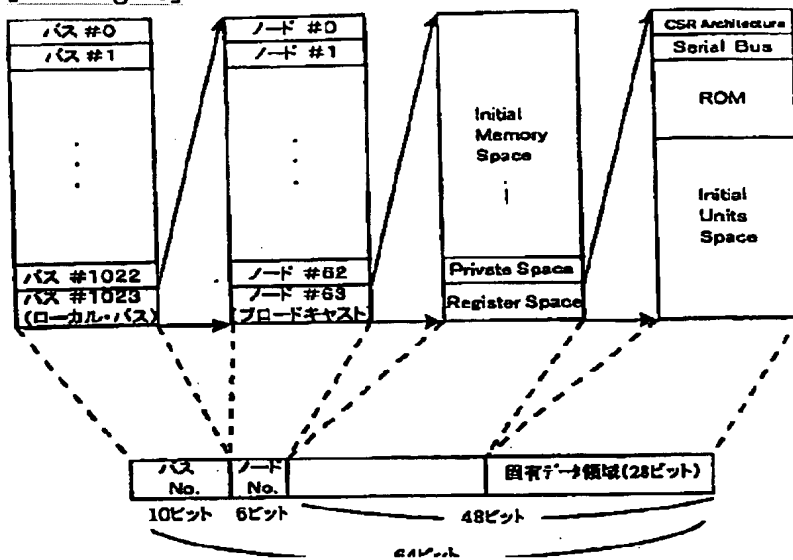 バス #0
バス #1
バス #1022
バス #1023
(ローカル・バス)
ノード #0
ノード #1
ノード #62
ノード #63
(ブロードキャスト)
Initial
Memory
Space
Private Space
Register Space
CSR Architecture
Serial Bus
ROM
Initial
Units
Space
バス
No.
ノード
No.
固有データ領域(28ビット)
10ビット
6ビット
48ビット
64ビット